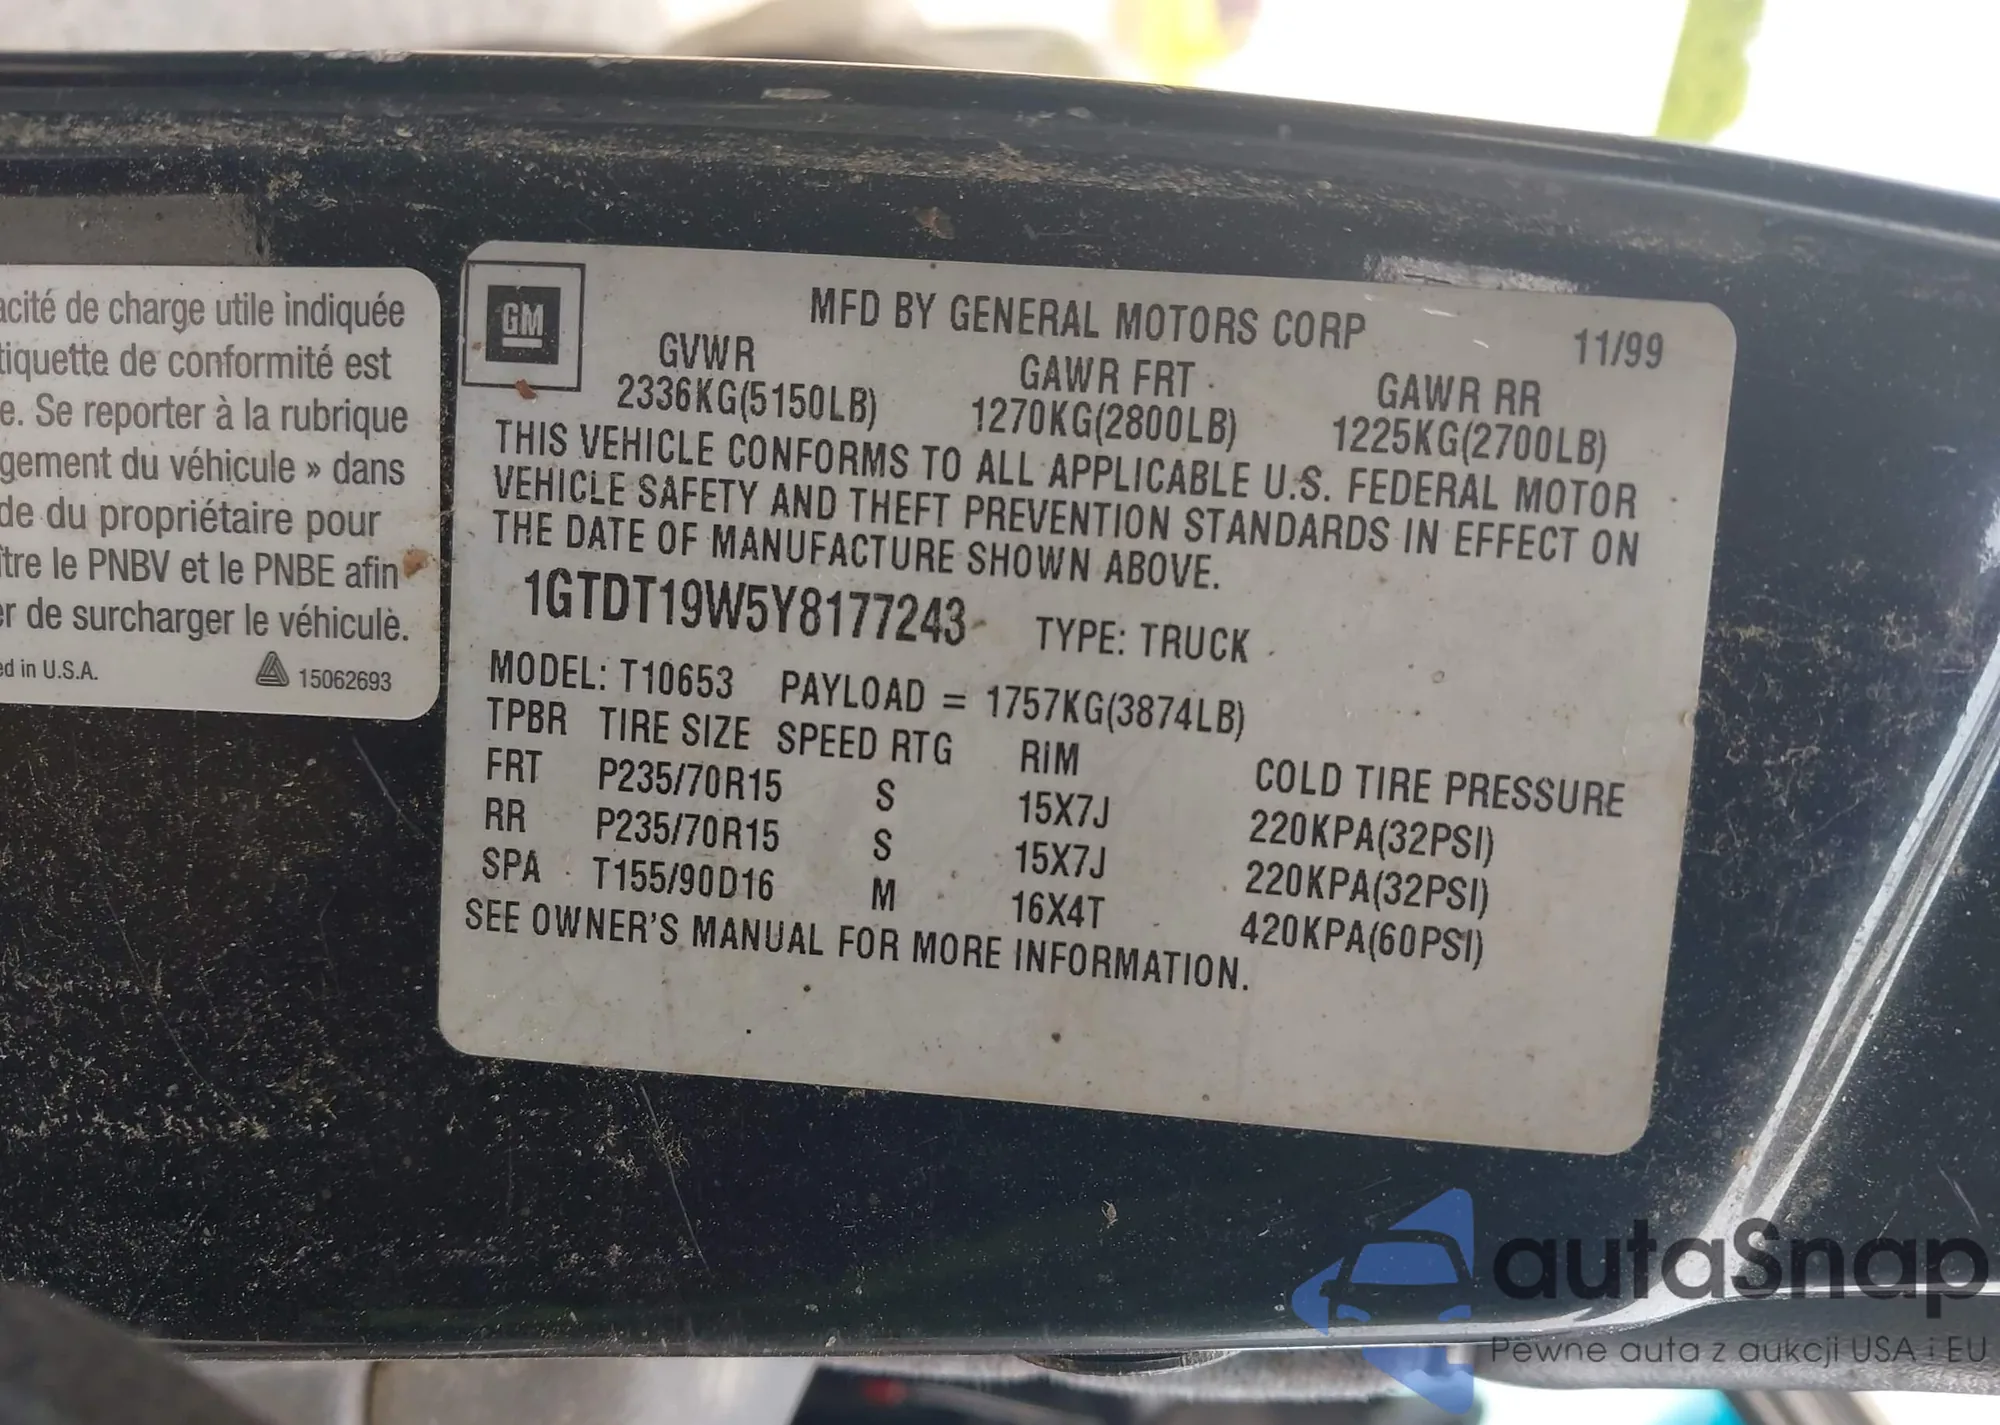 acité de charge utile indiquée
tiquette de conformité est
e. Se reporter à la rubrique
gement du véhicule » dans
de du propriétaire pour
ître le PNBV et le PNBE afin
er de surcharger le véhicule.
ed in U.S.A. 15062693
GM
MFD BY GENERAL MOTORS CORP 11/99
GVWR GAWR FRT GAWR RR
2336KG(5150LB) 1270KG(2800LB) 1225KG(2700LB)
THIS VEHICLE CONFORMS TO ALL APPLICABLE U.S. FEDERAL MOTOR
VEHICLE SAFETY AND THEFT PREVENTION STANDARDS IN EFFECT ON
THE DATE OF MANUFACTURE SHOWN ABOVE.
1GTDT19W5Y8177243 TYPE: TRUCK
MODEL: T10653 PAYLOAD = 1757KG(3874LB)
TPBR TIRE SIZE SPEED RTG RIM COLD TIRE PRESSURE
FRT P235/70R15 S 15X7J 220KPA(32PSI)
RR P235/70R15 S 15X7J 220KPA(32PSI)
SPA T155/90D16 M 16X4T 420KPA(60PSI)
SEE OWNER'S MANUAL FOR MORE INFORMATION.
autaSnap
Pewne auta z aukcji USA i EU